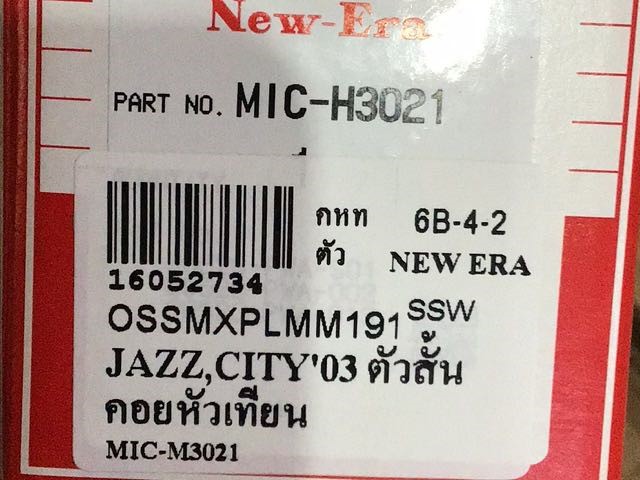 New-Era
PART NO. MIC-H3021
คหท 6B-4-2
ตัว NEW ERA
16052734
OSSMXPLMM191 SSW
JAZZ,CITY'03 ตัวสั้น
คอยหัวเทียน
MIC-M3021